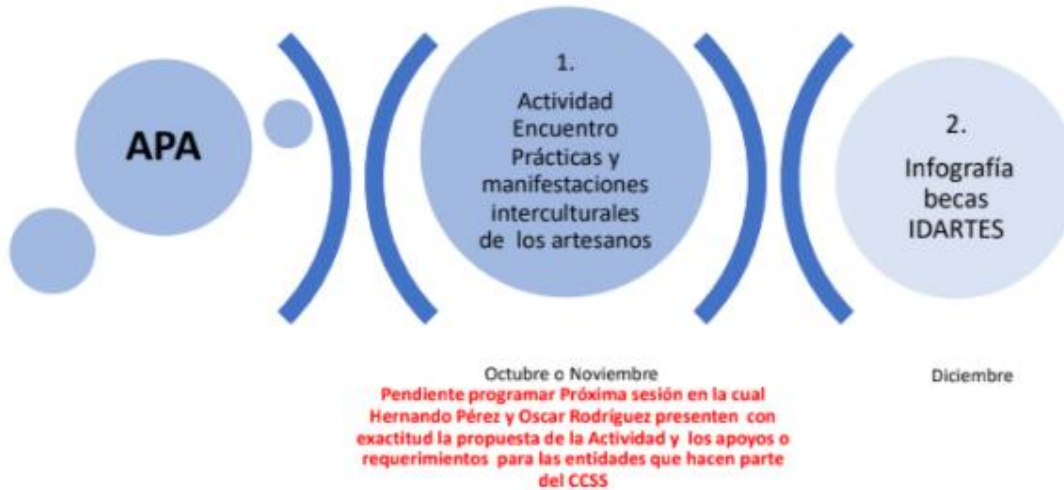 APA
1.
Actividad
Encuentro
Prácticas y
manifestaciones
interculturales
de los artesanos
2.
Infografía
becas
IDARTES
Octubre o Noviembre
Pendiente programar Próxima sesión en la cual
Hernando Pérez y Oscar Rodríguez presenten con
exactitud la propuesta de la Actividad y los apoyos o
requerimientos para las entidades que hacen parte
del CCSS
Diciembre